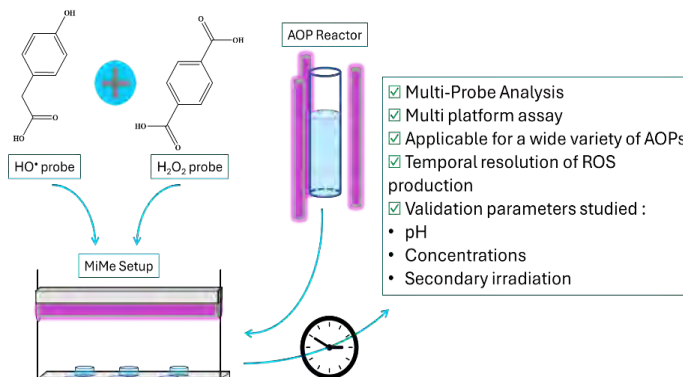 OH
O
HO
O
OH
HO
O
HO• probe
H₂O₂ probe
AOP Reactor
MiMe Setup
☑ Multi-Probe Analysis
☑ Multi platform assay
☑ Applicable for a wide variety of AOPs
☑ Temporal resolution of ROS
production
☑ Validation parameters studied :
• pH
• Concentrations
• Secondary irradiation